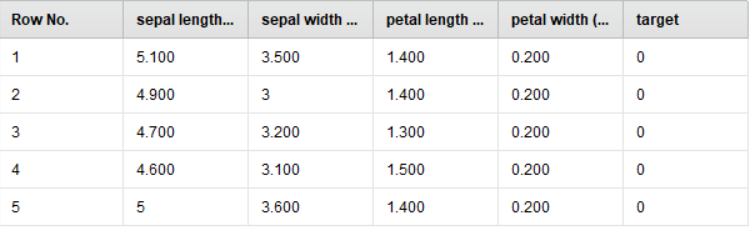 Row No. sepal length... sepal width ... petal length ... petal width (... target
1 5.100 3.500 1.400 0.200 0
2 4.900 3 1.400 0.200 0
3 4.700 3.200 1.300 0.200 0
4 4.600 3.100 1.500 0.200 0
5 5 3.600 1.400 0.200 0